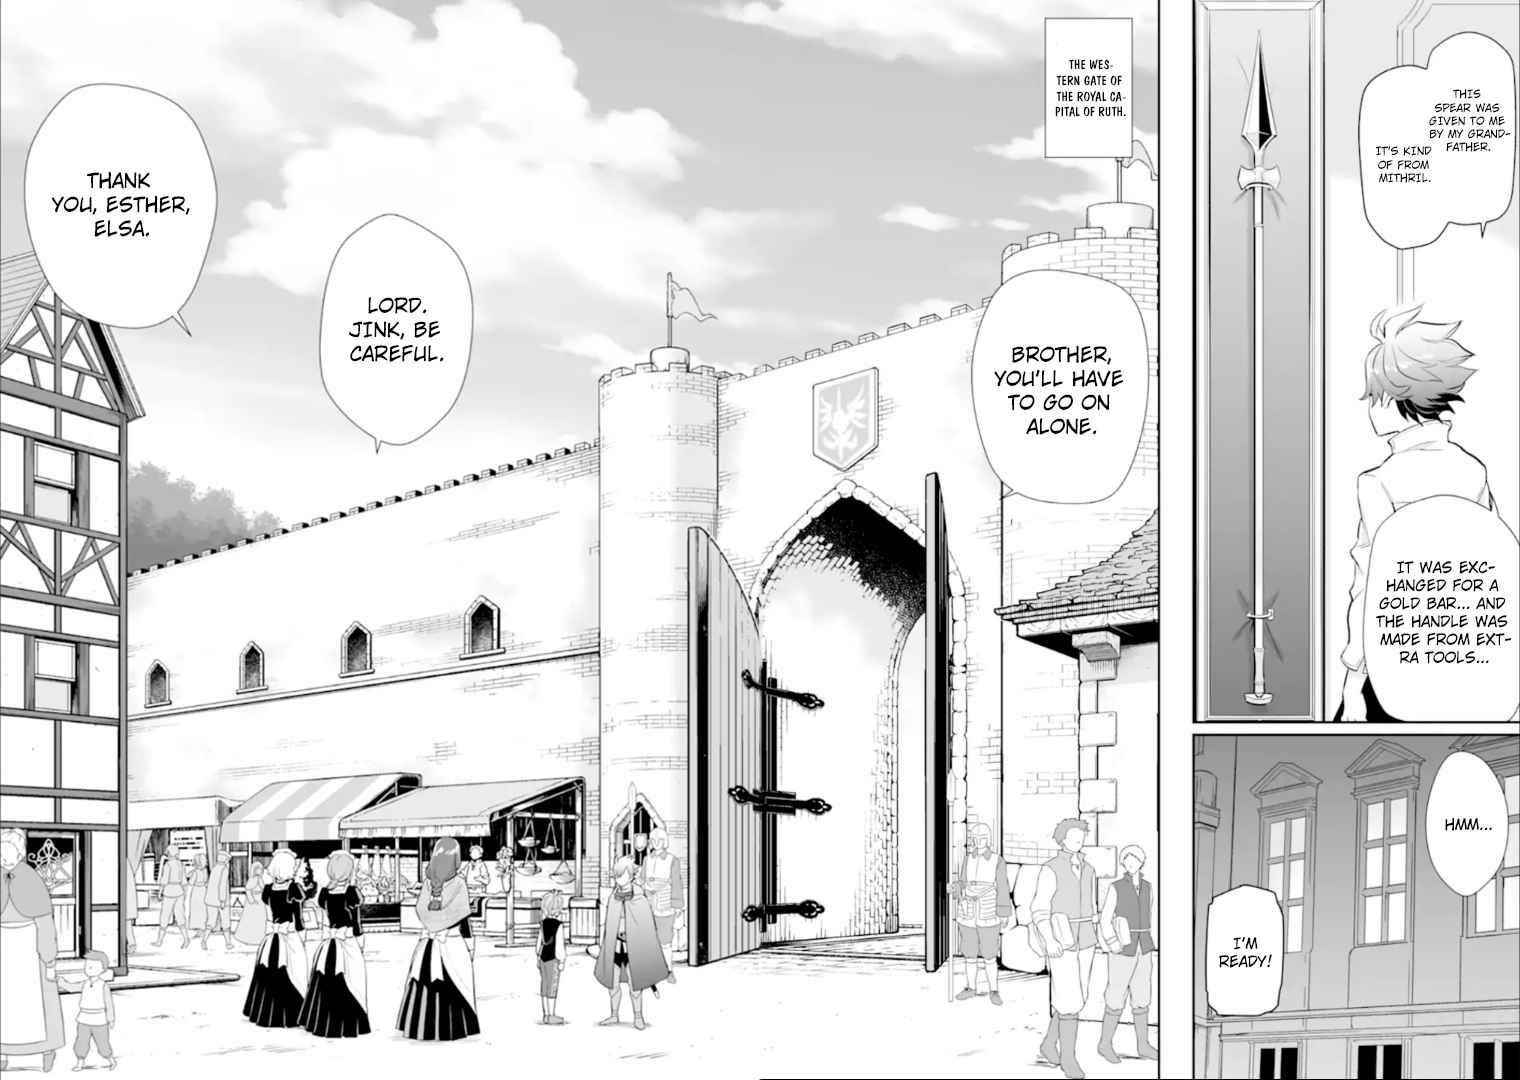 THIS
SPEAR WAS
GIVEN TO ME
BY MY GRAND-
FATHER.
IT'S KIND
OF FROM
MITHRIL.
IT WAS EXC-
HANGED FOR A
GOLD BAR... AND
THE HANDLE WAS
MADE FROM EXT-
RA TOOLS...
HMM...
I'M
READY!
THE WES-
TERN GATE OF
THE ROYAL CA-
PITAL OF RUTH.
BROTHER,
YOU'LL HAVE
TO GO ON
ALONE.
LORD.
JINK, BE
CAREFUL.
THANK
YOU, ESTHER,
ELSA.